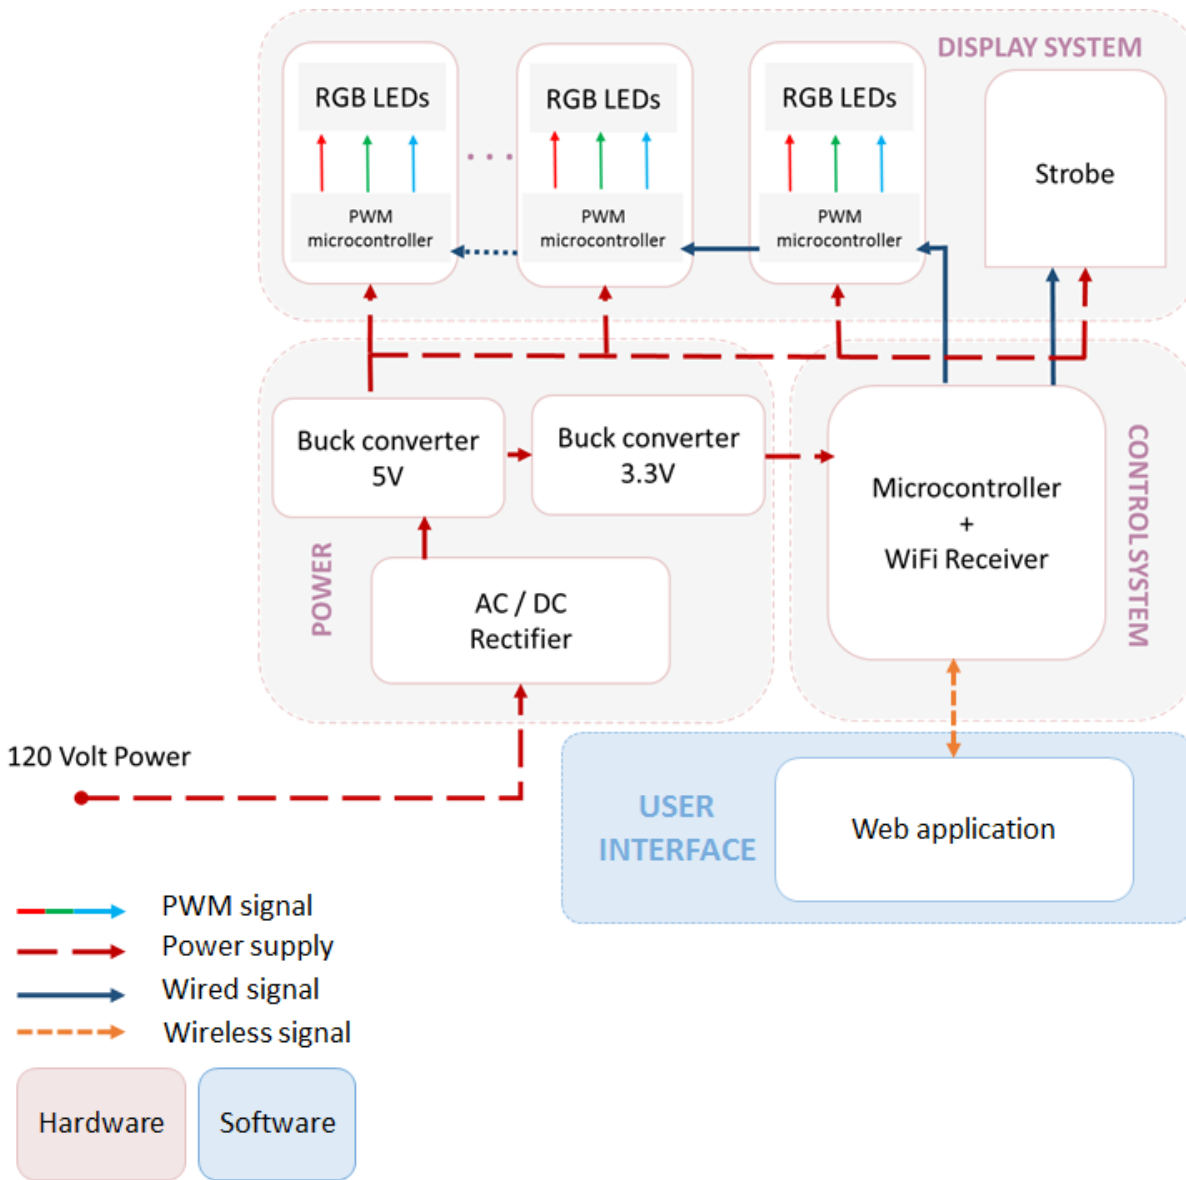 DISPLAY SYSTEM
RGB LEDs
RGB LEDs
RGB LEDs
Strobe
PWM
microcontroller
PWM
microcontroller
PWM
microcontroller
Buck converter
5V
Buck converter
3.3V
Microcontroller
+
WiFi Receiver
CONTROL SYSTEM
POWER
AC / DC
Rectifier
120 Volt Power
USER
INTERFACE
Web application
PWM signal
Power supply
Wired signal
Wireless signal
Hardware
Software